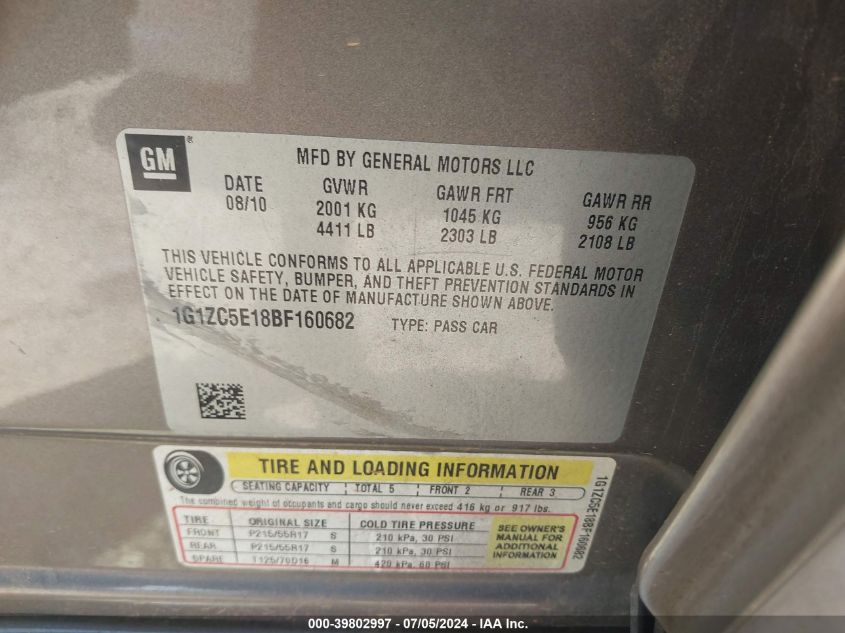 GM ®
MFD BY GENERAL MOTORS LLC
DATE GVWR GAWR FRT GAWR RR
08/10 2001 KG 1045 KG 956 KG
4411 LB 2303 LB 2108 LB
THIS VEHICLE CONFORMS TO ALL APPLICABLE U.S. FEDERAL MOTOR
VEHICLE SAFETY, BUMPER, AND THEFT PREVENTION STANDARDS IN
EFFECT ON THE DATE OF MANUFACTURE SHOWN ABOVE.
1G1ZC5E18BF160682 TYPE: PASS CAR
TIRE AND LOADING INFORMATION
SEATING CAPACITY TOTAL 5 FRONT 2 REAR 3
The combined weight of occupants and cargo should never exceed 416 kg or 917 lbs.
TIRE ORIGINAL SIZE COLD TIRE PRESSURE
FRONT P215/55R17 S 210 kPa, 30 PSI
REAR P215/55R17 S 210 kPa, 30 PSI
SPARE T125/70D16 M 420 kPa, 60 PSI
SEE OWNER'S
MANUAL FOR
ADDITIONAL
INFORMATION
1G1ZC5E18BF160682
000-39802997 - 07/05/2024 - IAA Inc.